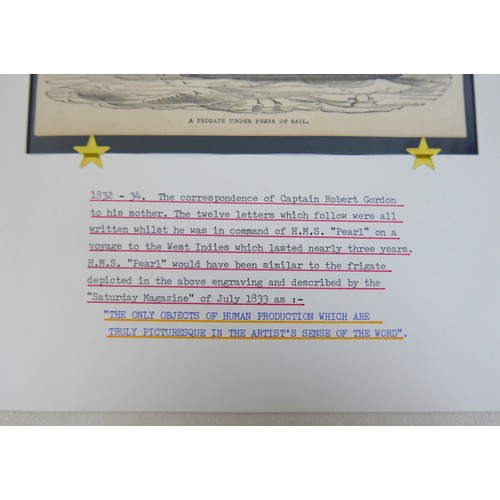 A FRIGATE UNDER PRESS OF SAIL.
1832 - 34. The correspondence of Captain Robert Gordon
to his mother. The twelve letters which follow were all
written whilst he was in command of H.M.S. "Pearl" on a
voyage to the West Indies which lasted nearly three years.
H.M.S. "Pearl" would have been similar to the frigate
depicted in the above engraving and described by the
"Saturday Magazine" of July 1833 as :-
"THE ONLY OBJECTS OF HUMAN PRODUCTION WHICH ARE
TRULY PICTURESQUE IN THE ARTIST'S SENSE OF THE WORD".